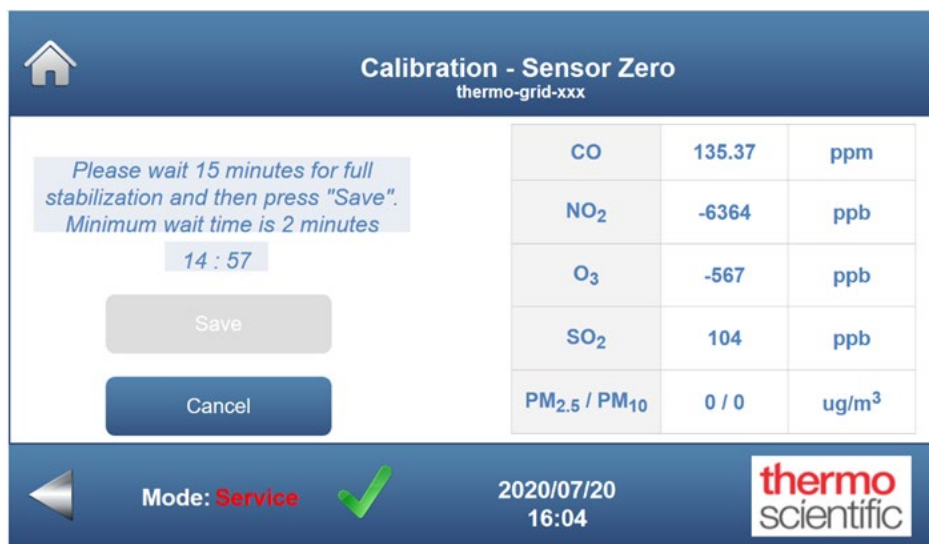 Calibration - Sensor Zero
thermo-grid-xxx
Please wait 15 minutes for full
stabilization and then press "Save".
Minimum wait time is 2 minutes
14 : 57
Save
Cancel
CO 135.37 ppm
NO₂ -6364 ppb
O₃ -567 ppb
SO₂ 104 ppb
PM₂.₅ / PM₁₀ 0 / 0 ug/m³
Mode: Service
2020/07/20
16:04
thermo
scientific